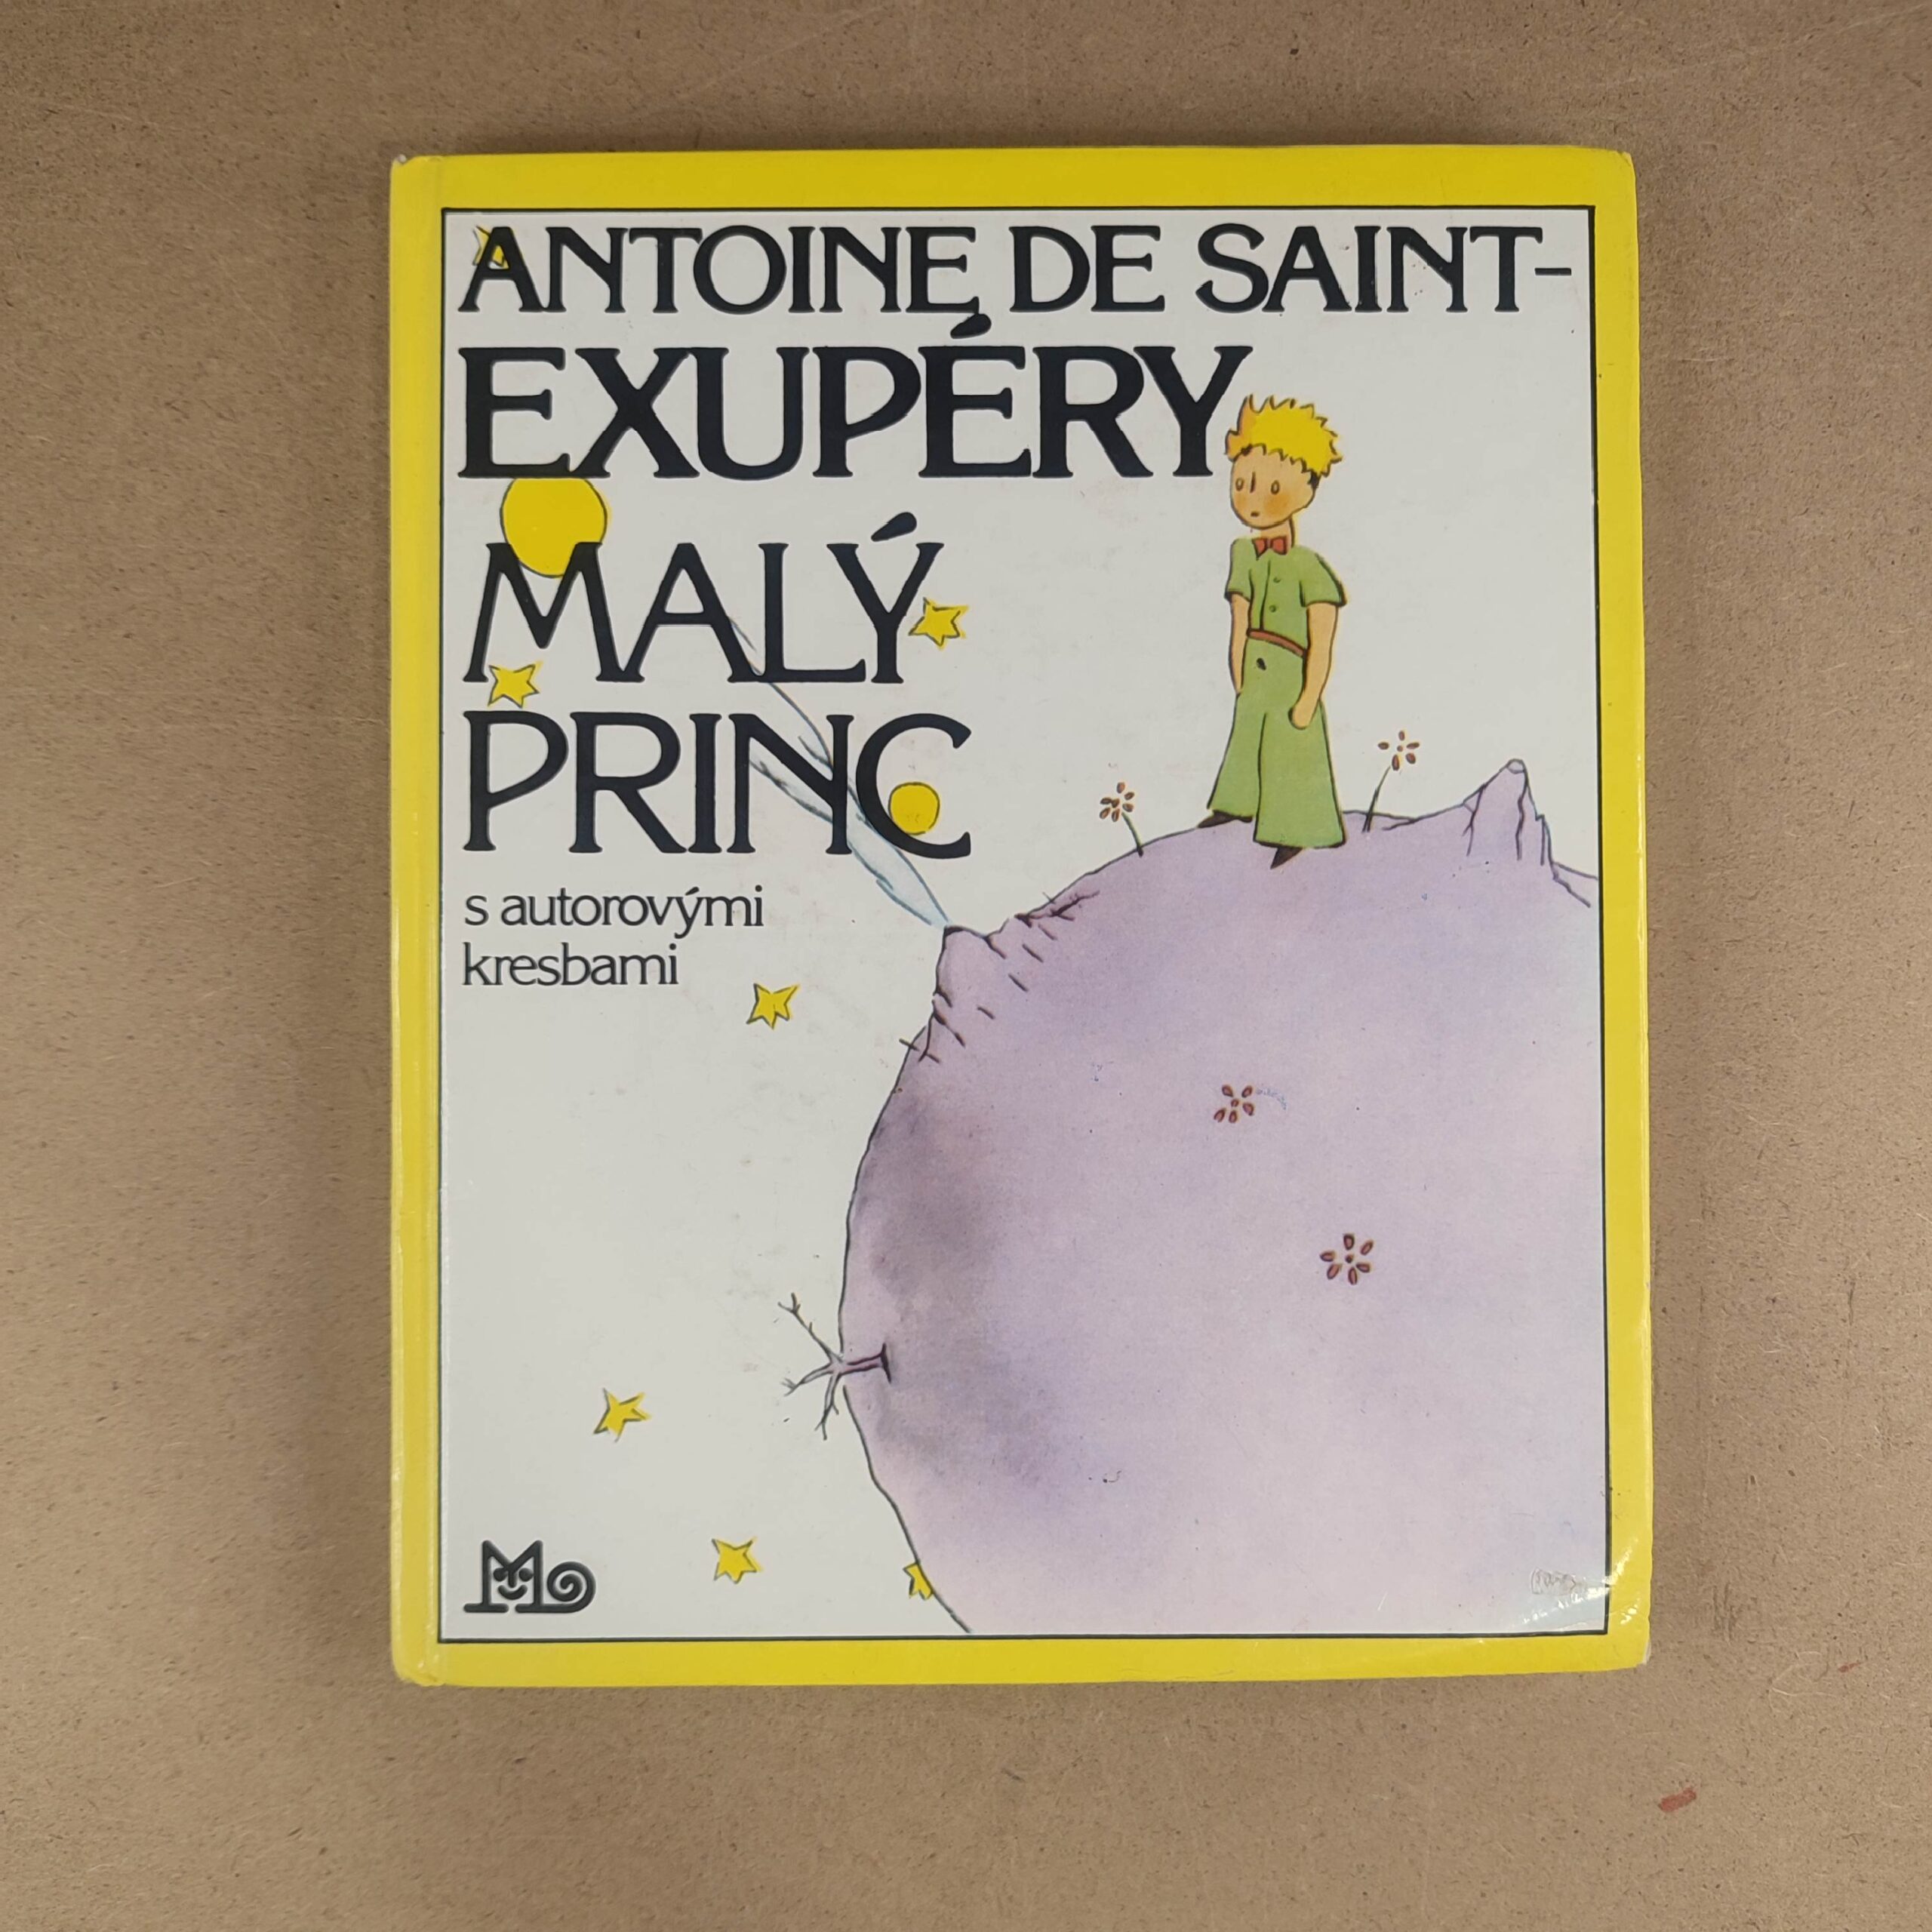 ANTOINE DE SAINT-
EXUPÉRY
MALÝ
PRINC
s autorovými
kresbami